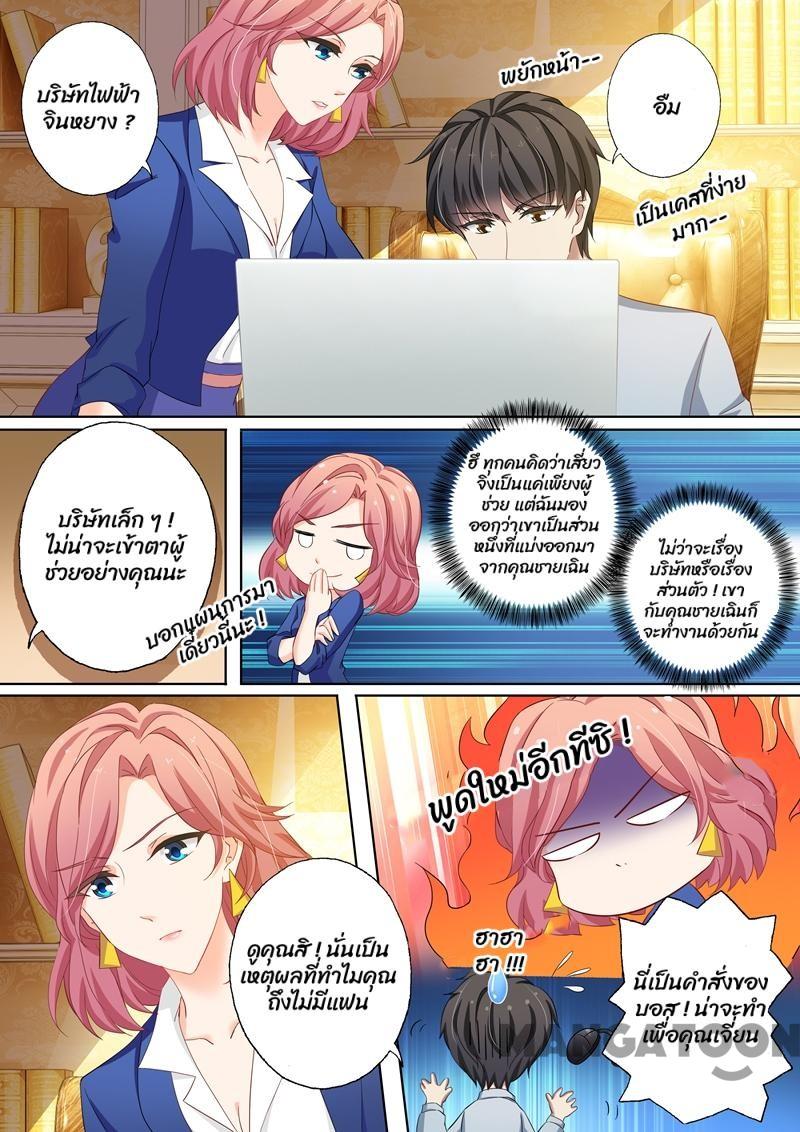 บริษัทไฟฟ้า
จินหยาง ?
พยักหน้า--
อืม
เป็นเคสที่ง่าย
มาก--
บริษัทเล็ก ๆ !
ไม่น่าจะเข้าตาผู้
ช่วยอย่างคุณนะ
บอกแผนการมา
เดี๋ยวนี้นะ !
ฮึ ทุกคนคิดว่าเสี่ยว
จิ่งเป็นแค่เพียงผู้
ช่วย แต่ฉันมอง
ออกว่าเขาเป็นส่วน
หนึ่งที่แบ่งออกมา
จากคุณชายเฉิน
ไม่ว่าจะเรื่อง
บริษัทหรือเรื่อง
ส่วนตัว ! เขา
กับคุณชายเฉินก็
จะทำงานด้วยกัน
ดูคุณสิ ! นั่นเป็น
เหตุผลที่ทำไมคุณ
ถึงไม่มีแฟน
พูดใหม่อีกทีซิ !
ฮาฮา
ฮา !!!
นี่เป็นคำสั่งของ
บอส ! น่าจะทำ
เพื่อคุณเจี่ยน
MANGATOON